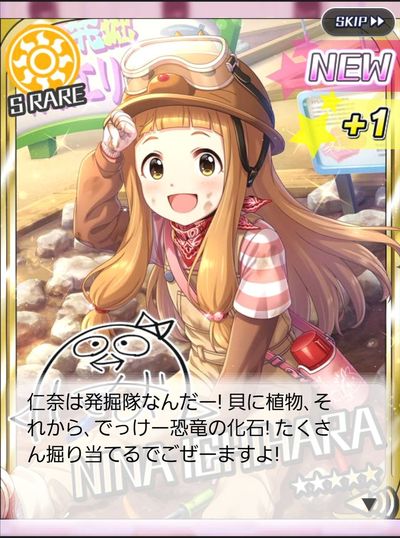 SKIP
NEW
S RARE
+1
仁奈は発掘隊なんだー!貝に植物、そ
れから、でっけー恐竜の化石!たくさ
ん掘り当てるでごぜーますよ!
NINA ICHIHARA